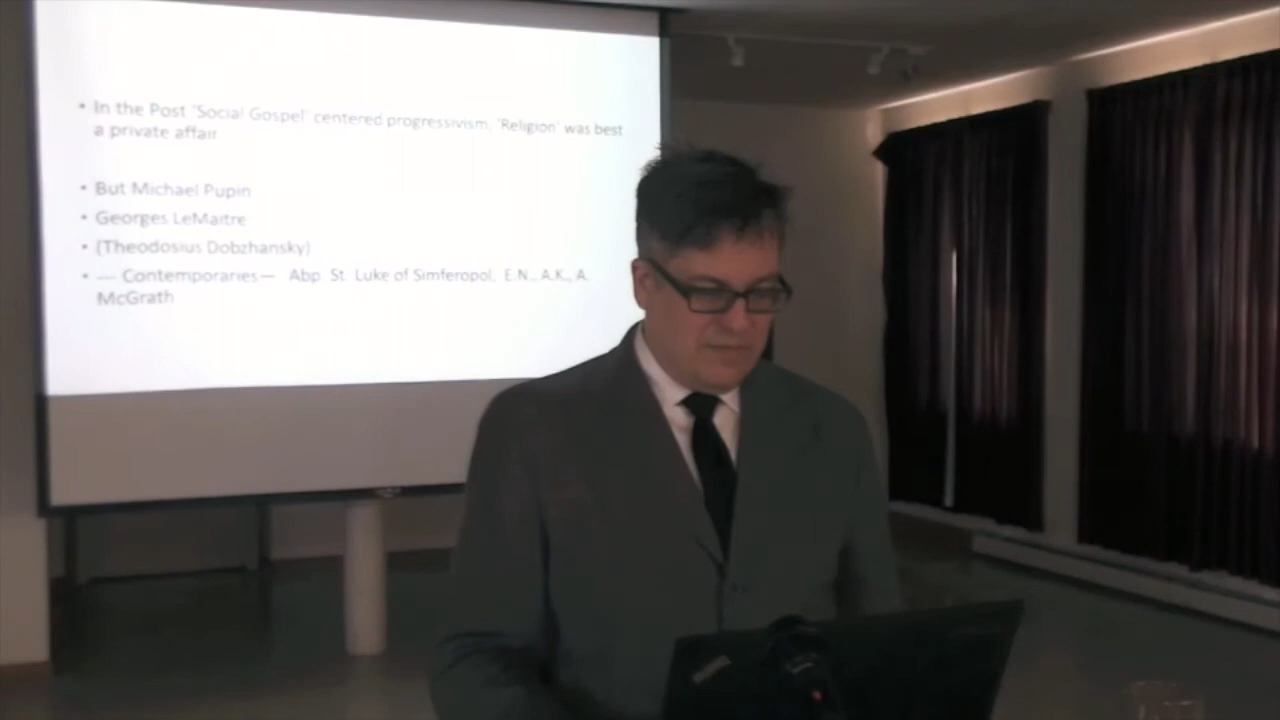 • In the Post 'Social Gospel' centered progressivism, 'Religion' was best
a private affair
• But Michael Pupin
• Georges LeMaitre
• (Theodosius Dobzhansky)
• --- Contemporaries— Abp. St. Luke of Simferopol, E.N., A.K., A.
McGrath